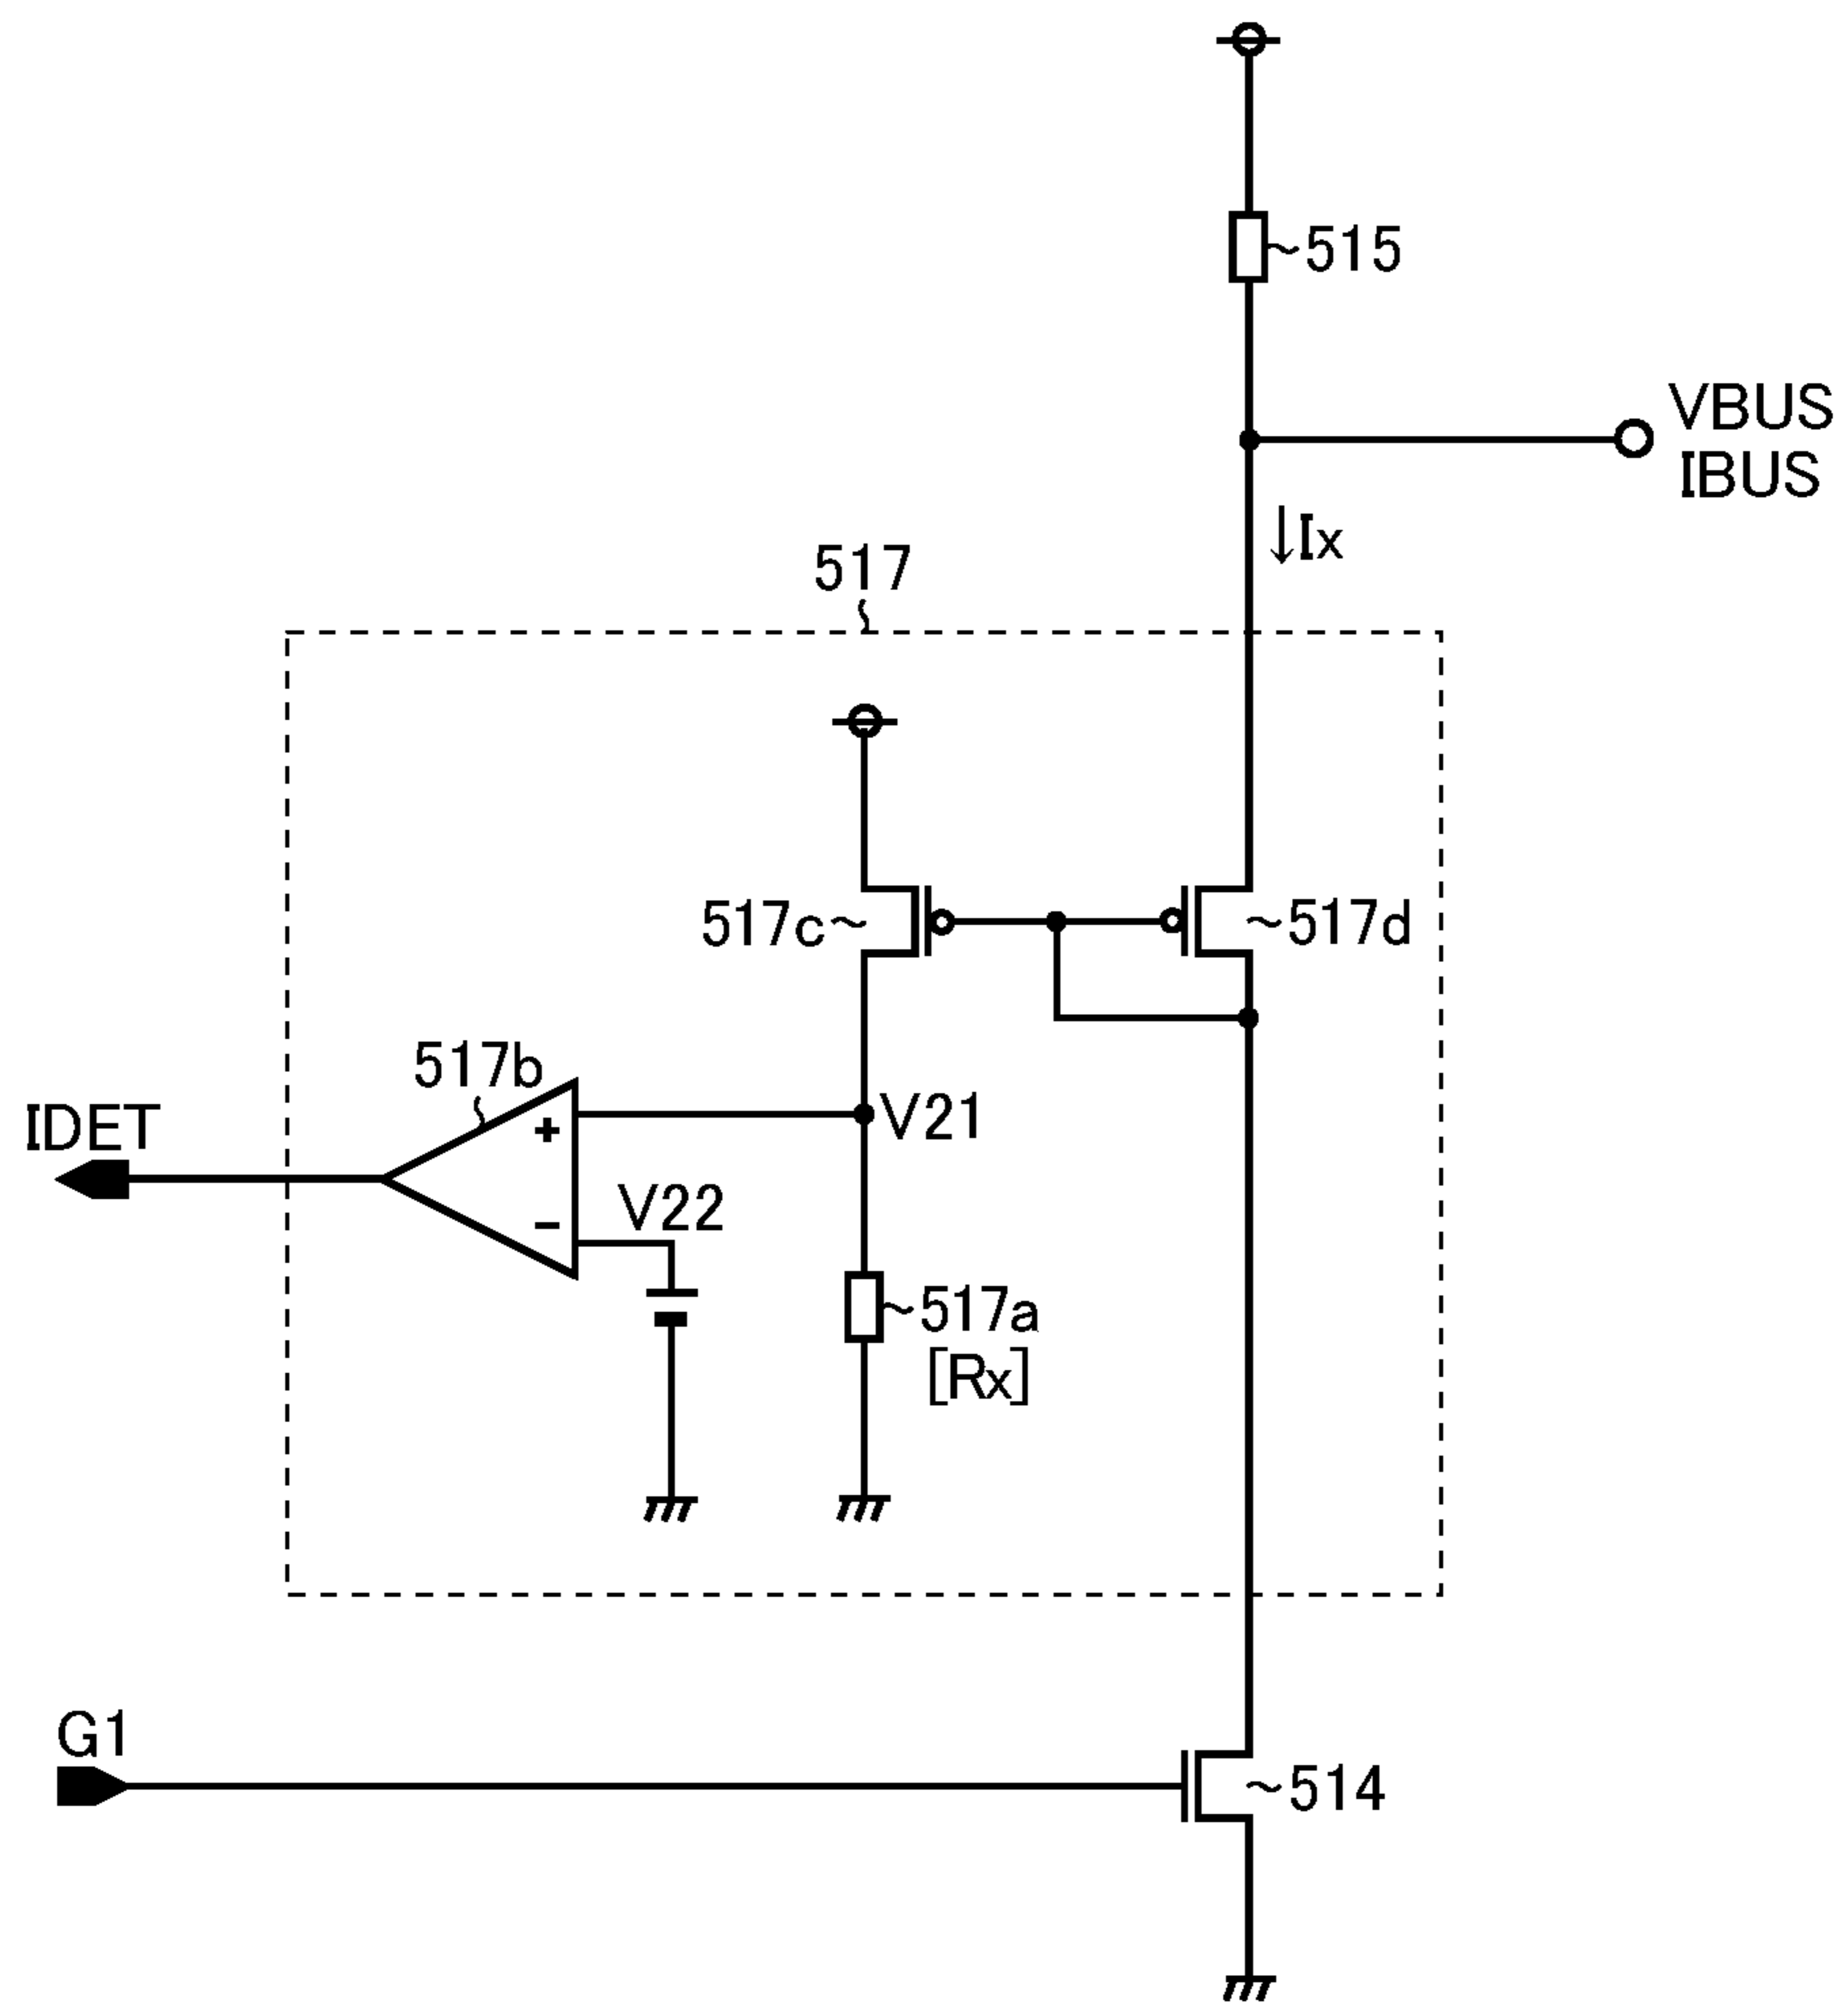 515
VBUS
IBUS
↓Ix
517
517c
517d
517b
IDET
+
V21
V22
−
517a
[Rx]
G1
514